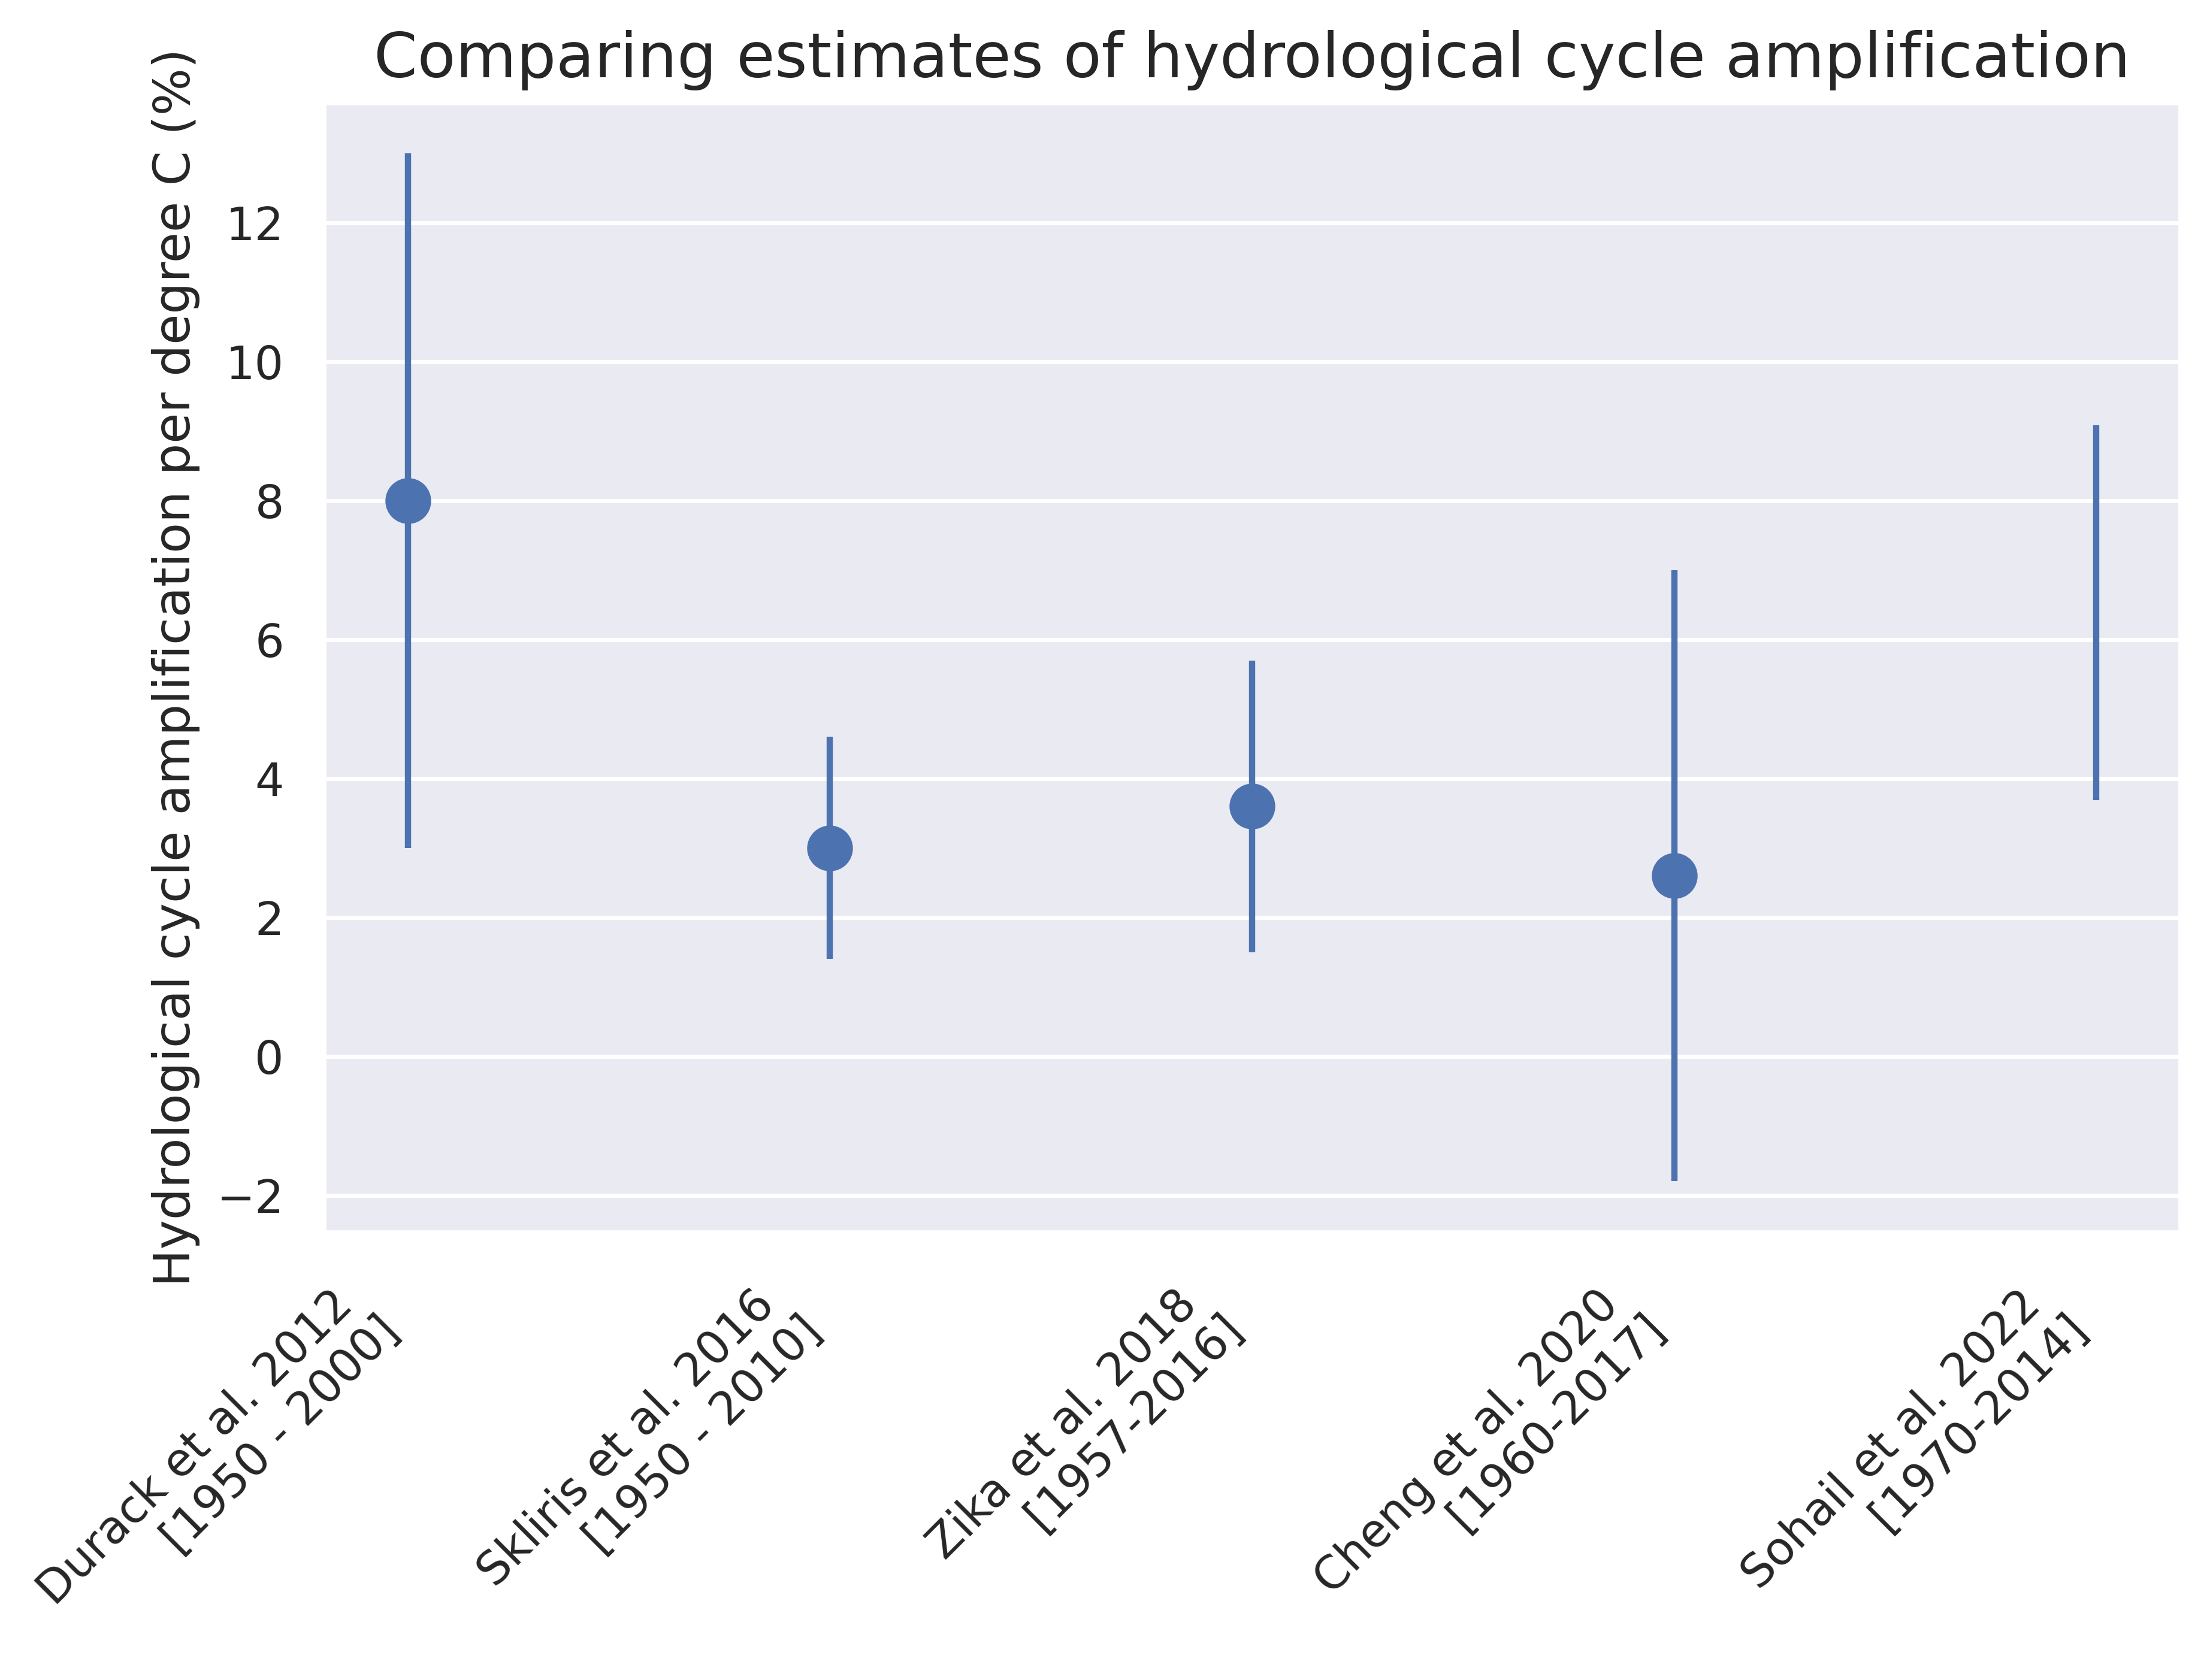 Comparing estimates of hydrological cycle amplification
Hydrological cycle amplification per degree C (%)
12
10
8
6
4
2
0
−2
Durack et al. 2012
[1950 - 2000]
Skliris et al. 2016
[1950 - 2010]
Zika et al. 2018
[1957-2016]
Cheng et al. 2020
[1960-2017]
Sohail et al. 2022
[1970-2014]